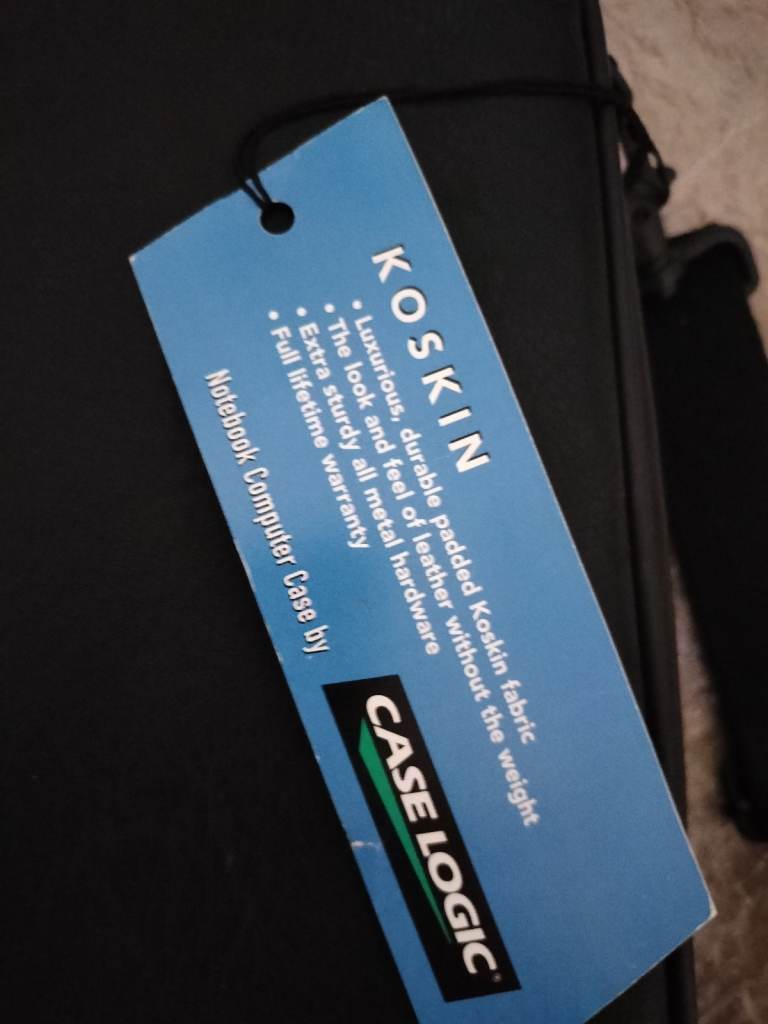 KOSKIN
• Luxurious, durable padded Koskin fabric
• The look and feel of leather without the weight
• Extra sturdy all metal hardware
• Full lifetime warranty
Notebook Computer Case by
CASE LOGIC®